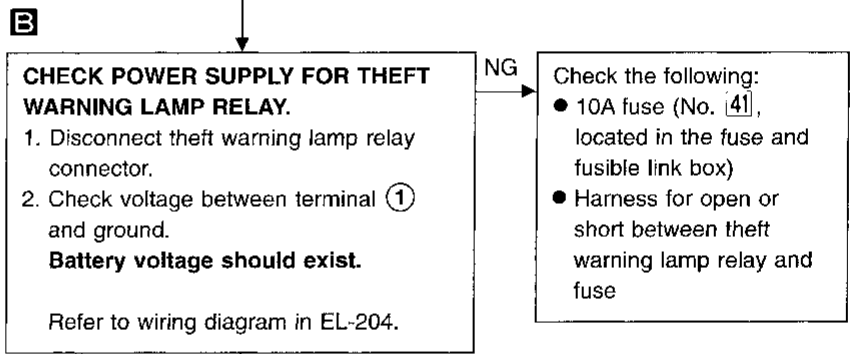 B
CHECK POWER SUPPLY FOR THEFT
WARNING LAMP RELAY.
1. Disconnect theft warning lamp relay
connector.
2. Check voltage between terminal ①
and ground.
Battery voltage should exist.
Refer to wiring diagram in EL-204.
NG
Check the following:
● 10A fuse (No. 41,
located in the fuse and
fusible link box)
● Harness for open or
short between theft
warning lamp relay and
fuse